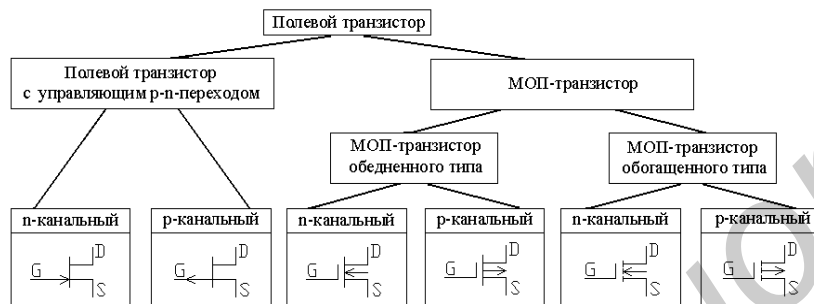 Полевой транзистор
Полевой транзистор
с управляющим p-n-переходом
МОП-транзистор
МОП-транзистор
обедненного типа
МОП-транзистор
обогащенного типа
n-канальный
p-канальный
n-канальный
p-канальный
n-канальный
p-канальный
G D S
G D S
G D S
G D S
G D S
G D S